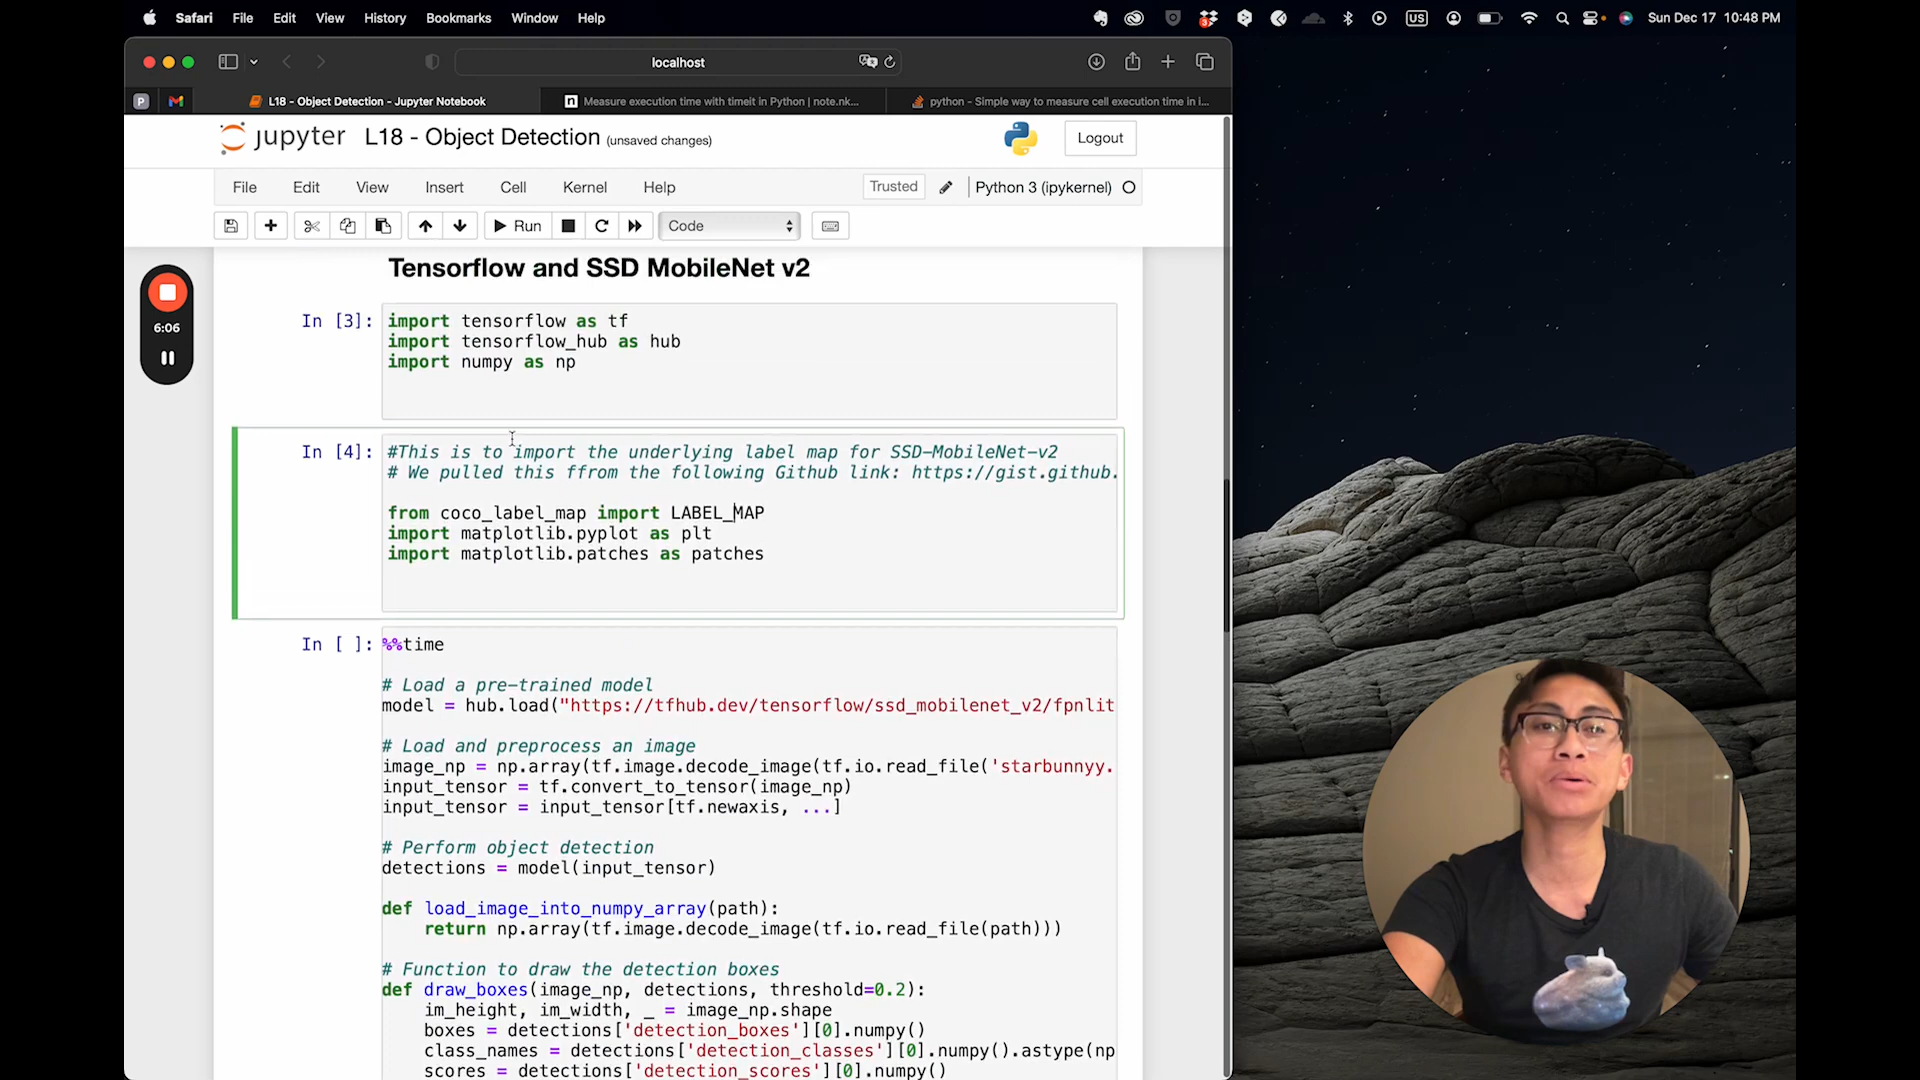 Safari File Edit View History Bookmarks Window Help US Sun Dec 17 10:48 PM
localhost
P L18 - Object Detection - Jupyter Notebook Measure execution time with timeit in Python | note.nk... python - Simple way to measure cell execution time in i...
jupyter L18 - Object Detection (unsaved changes) Logout
File Edit View Insert Cell Kernel Help Trusted Python 3 (ipykernel)
Run Code
Tensorflow and SSD MobileNet v2
6:06
In [3]: import tensorflow as tf
import tensorflow_hub as hub
import numpy as np
In [4]: #This is to import the underlying label map for SSD-MobileNet-v2
# We pulled this ffrom the following Github link: https://gist.github.
from coco_label_map import LABEL_MAP
import matplotlib.pyplot as plt
import matplotlib.patches as patches
In [ ]: %%time
# Load a pre-trained model
model = hub.load("https://tfhub.dev/tensorflow/ssd_mobilenet_v2/fpnlit
# Load and preprocess an image
image_np = np.array(tf.image.decode_image(tf.io.read_file('starbunnyy.
input_tensor = tf.convert_to_tensor(image_np)
input_tensor = input_tensor[tf.newaxis, ...]
# Perform object detection
detections = model(input_tensor)
def load_image_into_numpy_array(path):
return np.array(tf.image.decode_image(tf.io.read_file(path)))
# Function to draw the detection boxes
def draw_boxes(image_np, detections, threshold=0.2):
im_height, im_width, _ = image_np.shape
boxes = detections['detection_boxes'][0].numpy()
class_names = detections['detection_classes'][0].numpy().astype(np
scores = detections['detection_scores'][0].numpy()